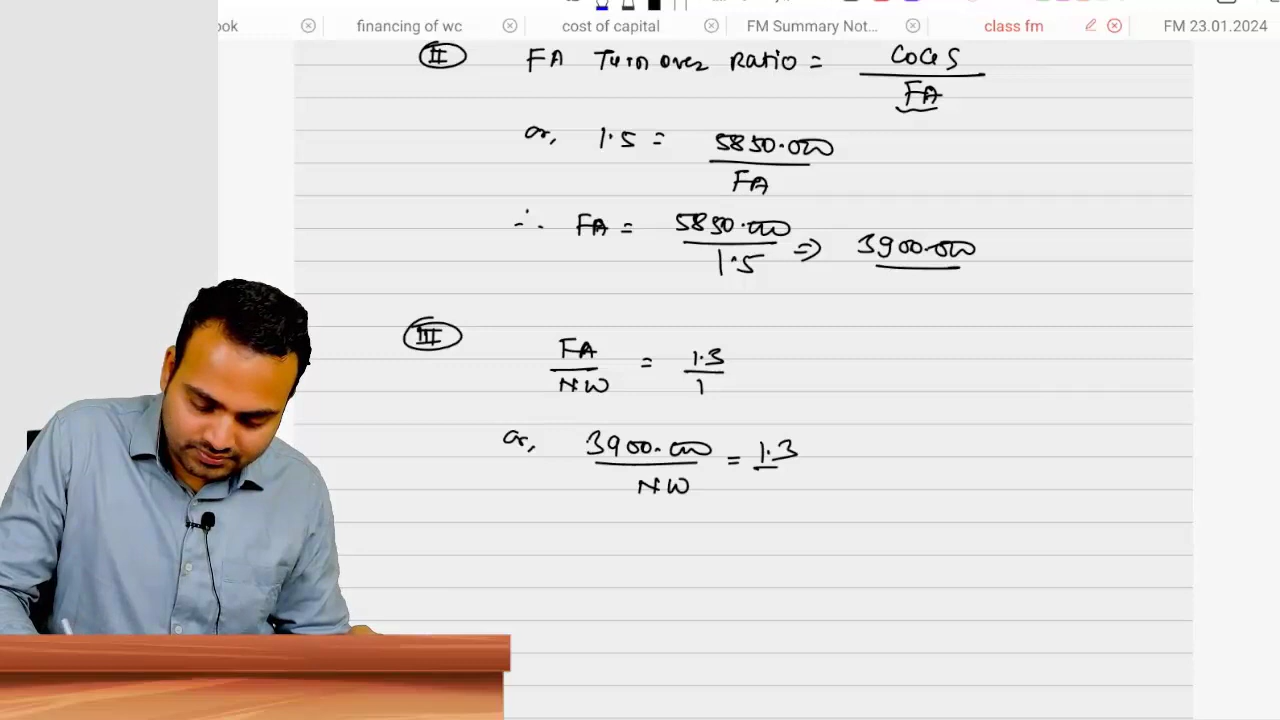 ook financing of wc cost of capital FM Summary Not... class fm FM 23.01.2024
II FA Turnover Ratio = COGS / FA
or, 1.5 = 5850.000 / FA
∴ FA = 5850.000 / 1.5 ⇒ 3900.000
III FA / NW = 1.3 / 1
or, 3900.000 / NW = 1.3